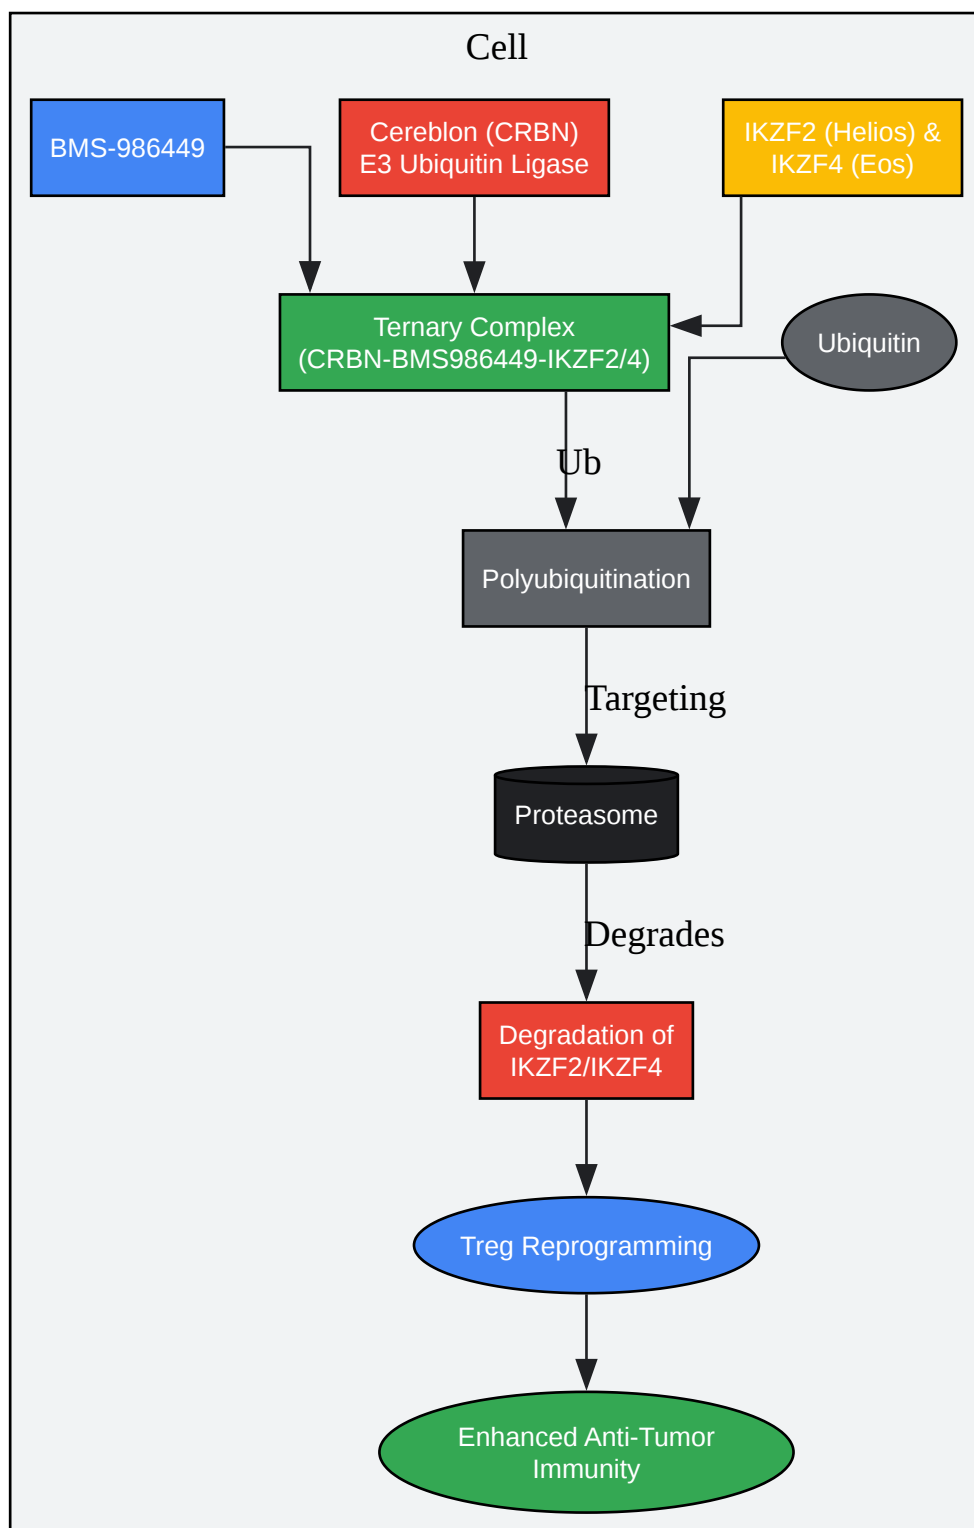 Cell
BMS-986449
Cereblon (CRBN)
E3 Ubiquitin Ligase
IKZF2 (Helios) &
IKZF4 (Eos)
Ternary Complex
(CRBN-BMS986449-IKZF2/4)
Ubiquitin
Ub
Polyubiquitination
Targeting
Proteasome
Degrades
Degradation of
IKZF2/IKZF4
Treg Reprogramming
Enhanced Anti-Tumor
Immunity